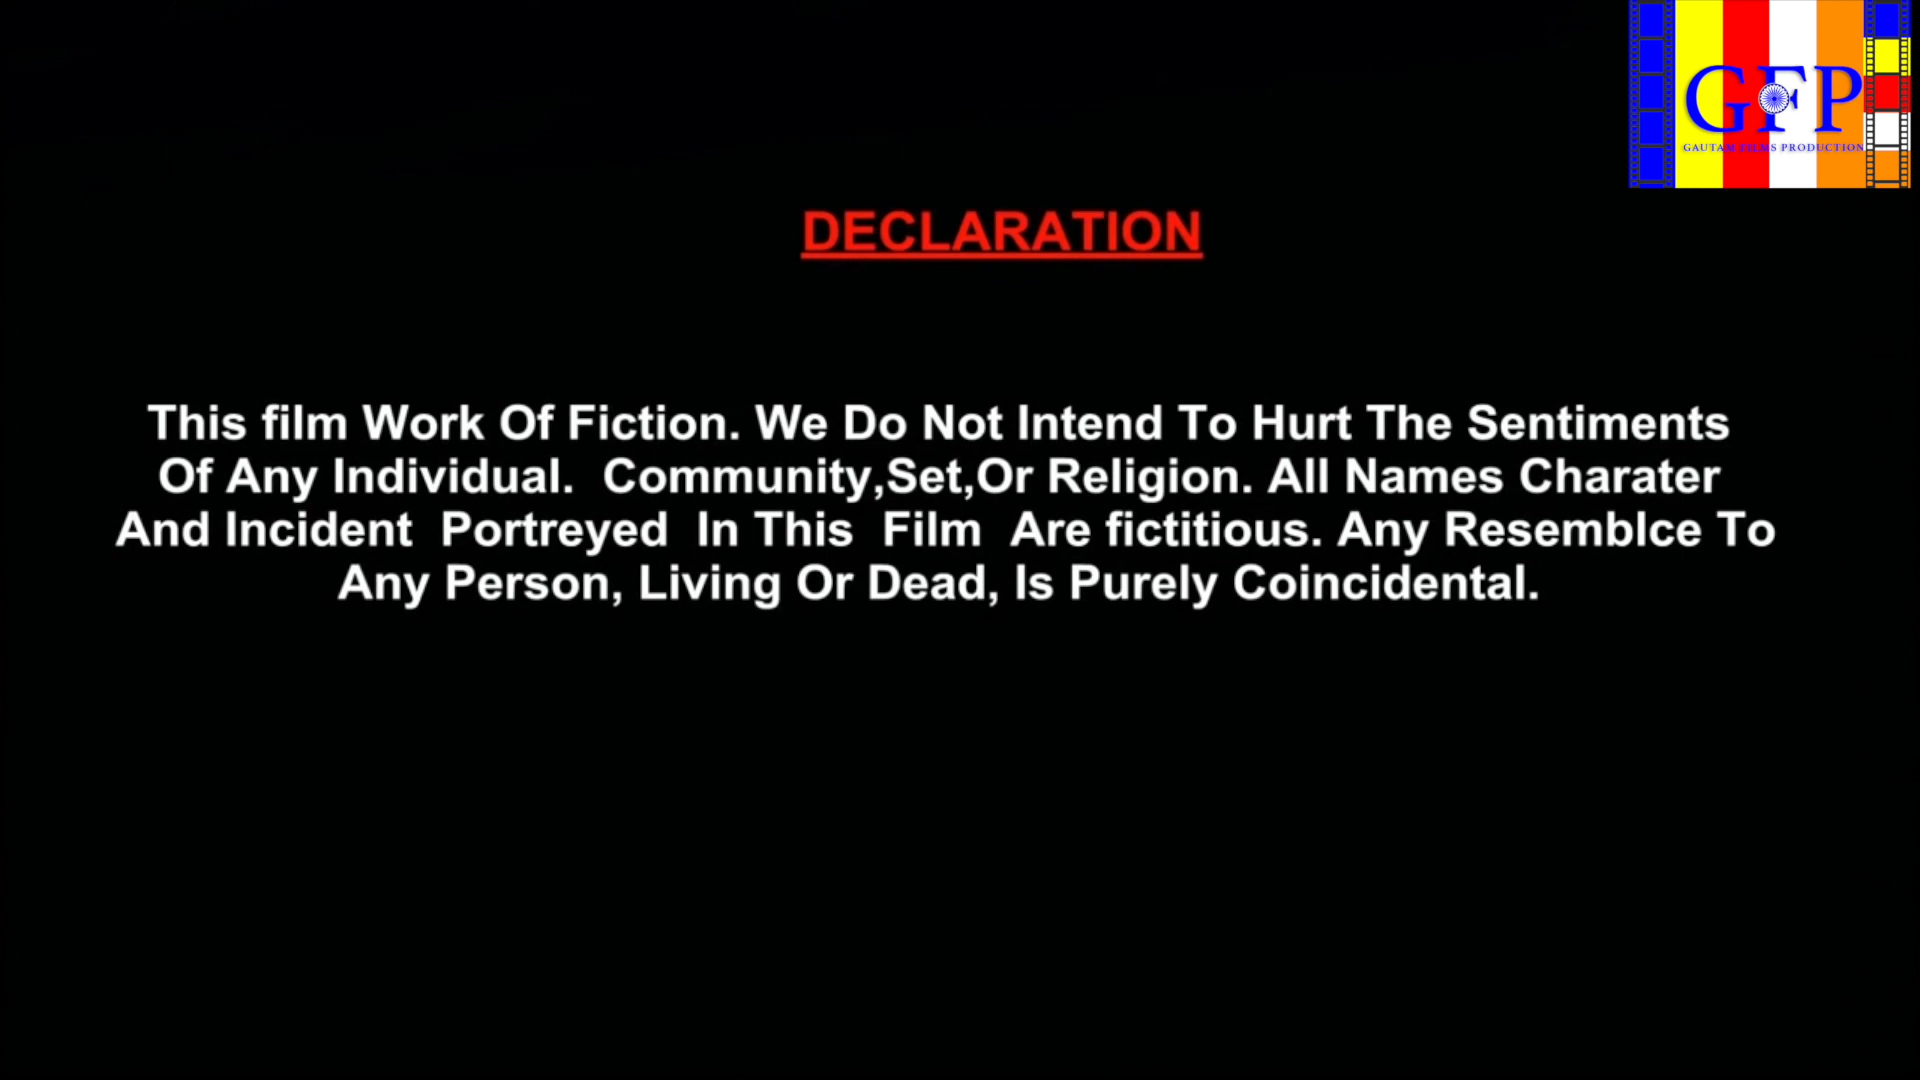 GFP
GAUTAM FILMS PRODUCTION
DECLARATION
This film Work Of Fiction. We Do Not Intend To Hurt The Sentiments
Of Any Individual.  Community,Set,Or Religion. All Names Charater
And Incident  Portreyed  In This  Film  Are fictitious. Any Resemblce To
Any Person, Living Or Dead, Is Purely Coincidental.